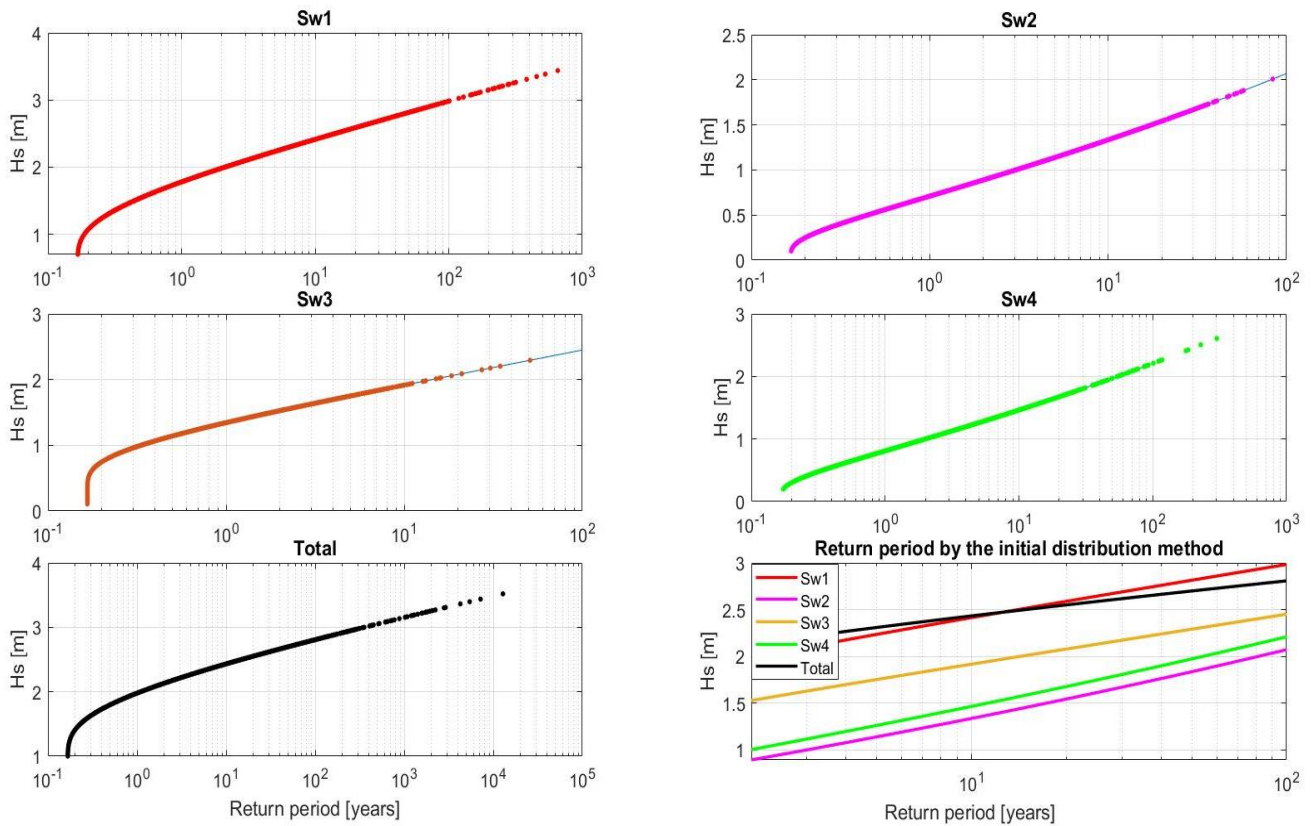 Sw1
Hs [m]
4
3
2
1
10^-1 10^0 10^1 10^2 10^3
Sw2
Hs [m]
2.5
2
1.5
1
0.5
0
10^-1 10^0 10^1 10^2
Sw3
Hs [m]
3
2
1
0
10^-1 10^0 10^1 10^2
Sw4
Hs [m]
3
2
1
0
10^-1 10^0 10^1 10^2 10^3
Total
Hs [m]
4
3
2
1
10^-1 10^0 10^1 10^2 10^3 10^4 10^5
Return period [years]
Return period by the initial distribution method
Hs [m]
3
2.5
2
1.5
1
Sw1
Sw2
Sw3
Sw4
Total
10^1 10^2
Return period [years]